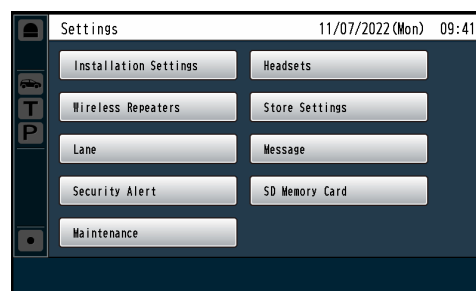 Settings 11/07/2022(Mon) 09:41
Installation Settings Headsets
Wireless Repeaters Store Settings
T
P
Lane Message
Security Alert SD Memory Card
Maintenance